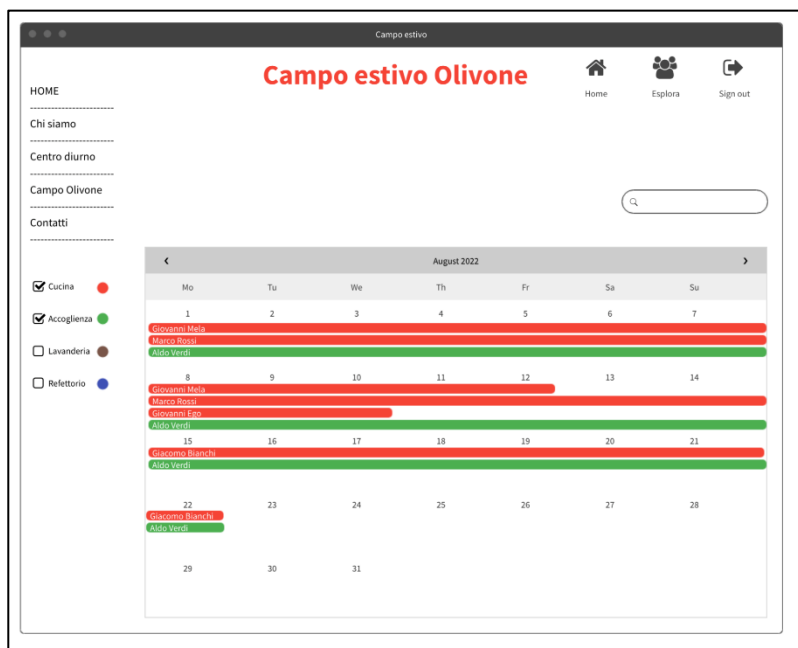 Campo estivo
Campo estivo Olivone
Home
Esplora
Sign out
HOME
Chi siamo
Centro diurno
Campo Olivone
Contatti
Cucina
Accoglienza
Lavanderia
Refettorio
August 2022
Mo Tu We Th Fr Sa Su
1 2 3 4 5 6 7
Giovanni Mela
Marco Rossi
Aldo Verdi
8 9 10 11 12 13 14
Giovanni Mela
Marco Rossi
Giovanni Ego
Aldo Verdi
15 16 17 18 19 20 21
Giacomo Bianchi
Aldo Verdi
22 23 24 25 26 27 28
Giacomo Bianchi
Aldo Verdi
29 30 31